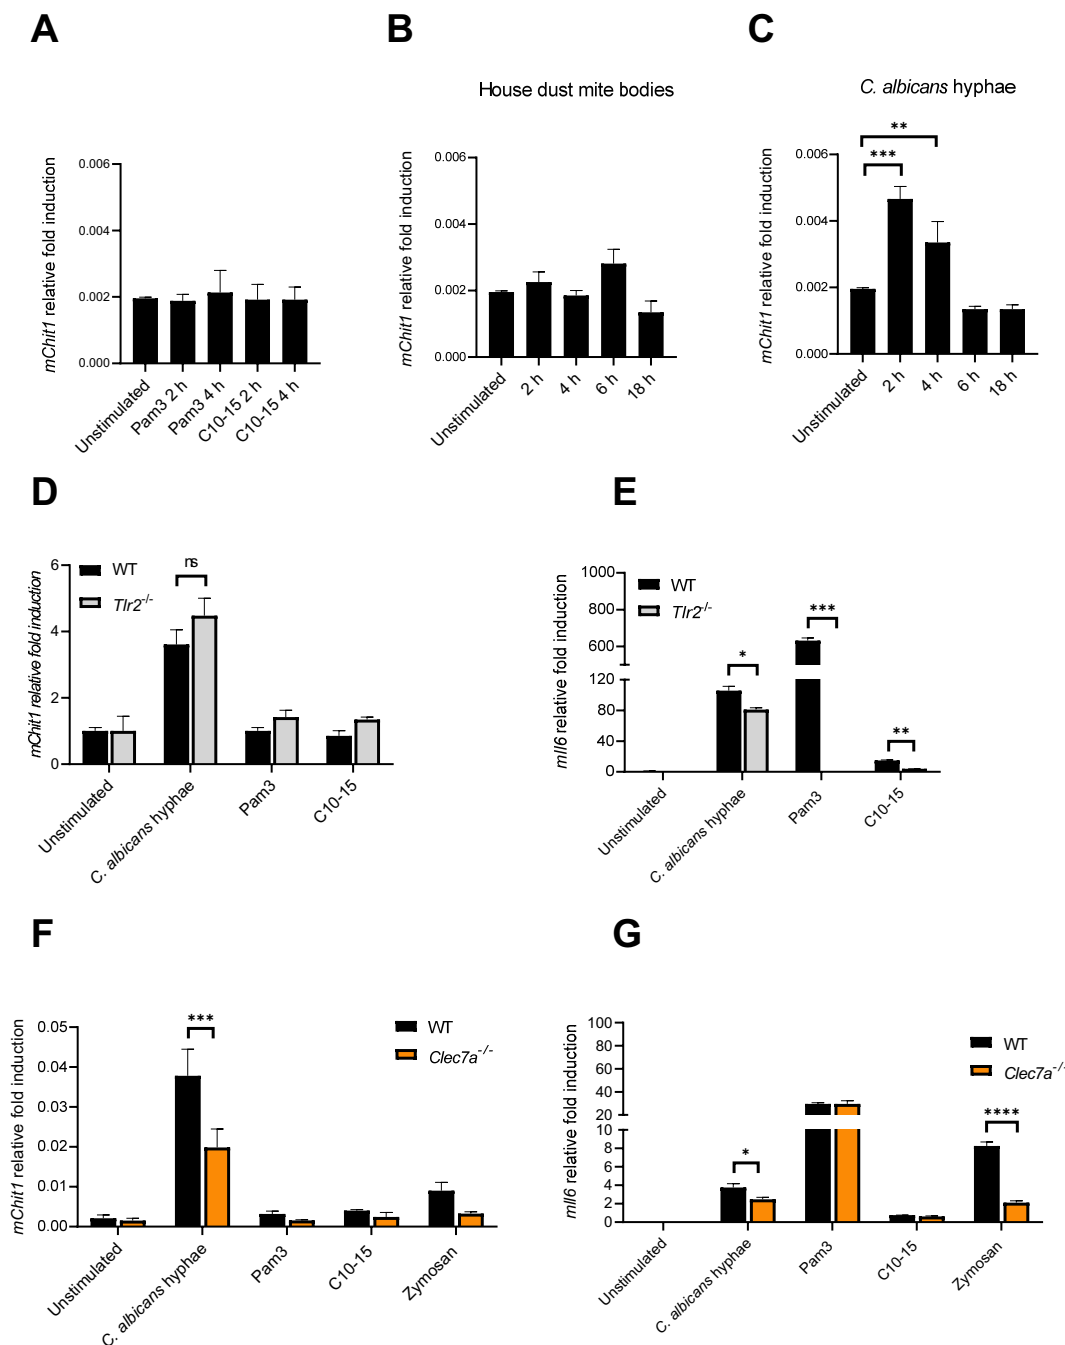 A
B
C
House dust mite bodies
C. albicans hyphae
mChit1 relative fold induction
0.006
0.004
0.002
0.000
Unstimulated
Pam3 2 h
Pam3 4 h
C10-15 2 h
C10-15 4 h
mChit1 relative fold induction
0.006
0.004
0.002
0.000
Unstimulated
2 h
4 h
6 h
18 h
mChit1 relative fold induction
0.006
0.004
0.002
0.000
**
***
Unstimulated
2 h
4 h
6 h
18 h
D
E
mChit1 relative fold induction
6
4
2
0
WT
Tlr2-/-
ns
Unstimulated
C. albicans hyphae
Pam3
C10-15
mIl6 relative fold induction
1000
800
600
120
80
40
0
WT
Tlr2-/-
*
***
**
Unstimulated
C. albicans hyphae
Pam3
C10-15
F
G
mChit1 relative fold induction
0.05
0.04
0.03
0.02
0.01
0.00
***
WT
Clec7a-/-
Unstimulated
C. albicans hyphae
Pam3
C10-15
Zymosan
mIl6 relative fold induction
100
80
60
40
20
10
8
6
4
2
0
WT
Clec7a-/-
*
****
Unstimulated
C. albicans hyphae
Pam3
C10-15
Zymosan